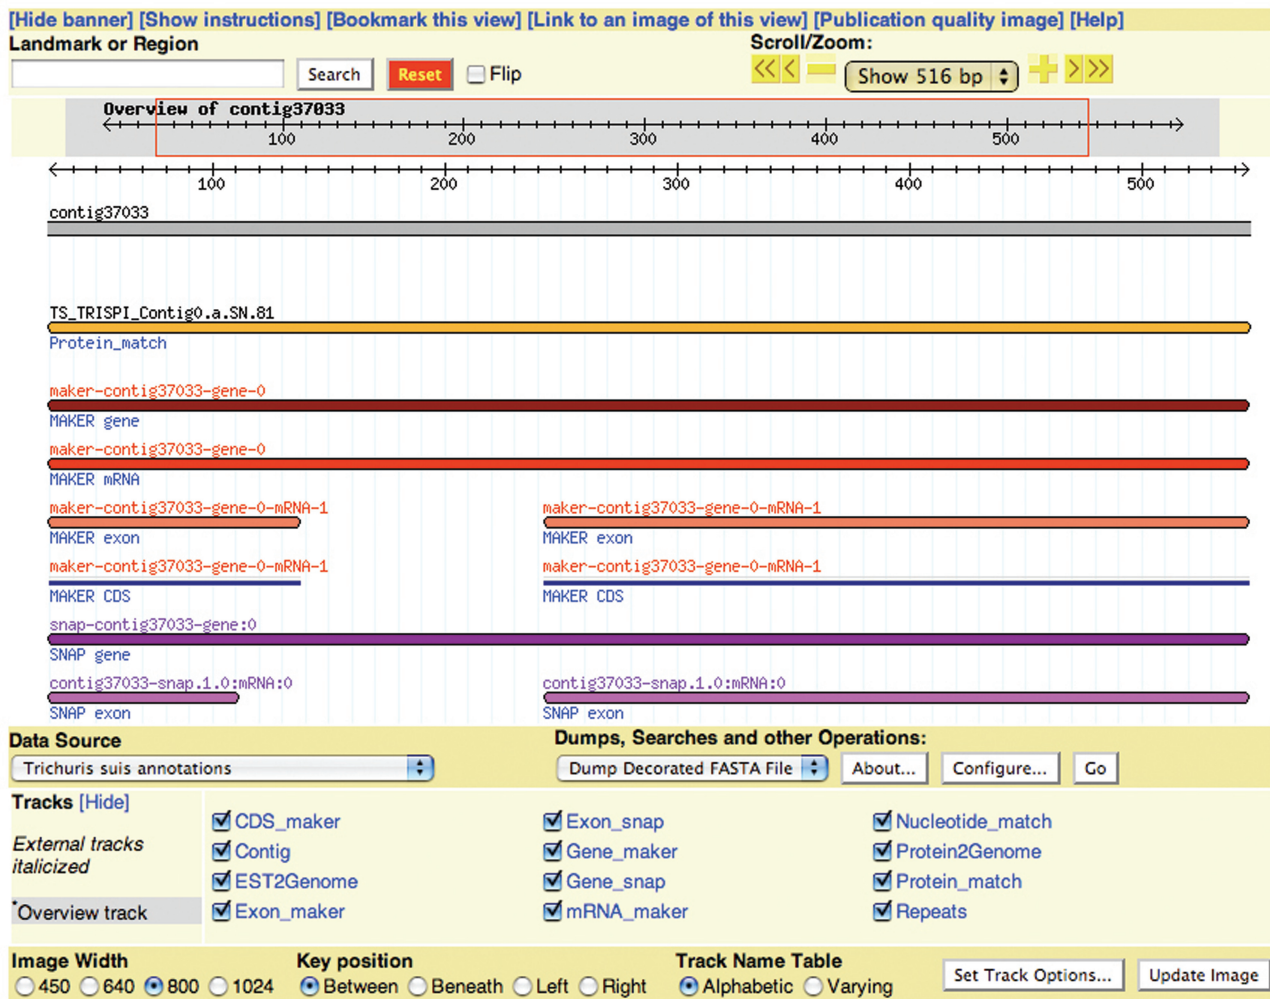 [Hide banner] [Show instructions] [Bookmark this view] [Link to an image of this view] [Publication quality image] [Help]
Landmark or Region
Scroll/Zoom:
Search Reset Flip
<< < Show 516 bp > >>
Overview of contig37033
100 200 300 400 500
100 200 300 400 500
contig37033
TS_TRISPI_Contig0.a.SN.81
Protein_match
maker-contig37033-gene-0
MAKER gene
maker-contig37033-gene-0
MAKER mRNA
maker-contig37033-gene-0-mRNA-1 maker-contig37033-gene-0-mRNA-1
MAKER exon MAKER exon
maker-contig37033-gene-0-mRNA-1 maker-contig37033-gene-0-mRNA-1
MAKER CDS MAKER CDS
snap-contig37033-gene:0
SNAP gene
contig37033-snap.1.0:mRNA:0 contig37033-snap.1.0:mRNA:0
SNAP exon SNAP exon
Data Source Dumps, Searches and other Operations:
Trichuris suis annotations Dump Decorated FASTA File About... Configure... Go
Tracks [Hide]
External tracks
italicized
*Overview track
CDS_maker Exon_snap Nucleotide_match
Contig Gene_maker Protein2Genome
EST2Genome Gene_snap Protein_match
Exon_maker mRNA_maker Repeats
Image Width Key position Track Name Table
450 640 800 1024 Between Beneath Left Right Alphabetic Varying Set Track Options... Update Image